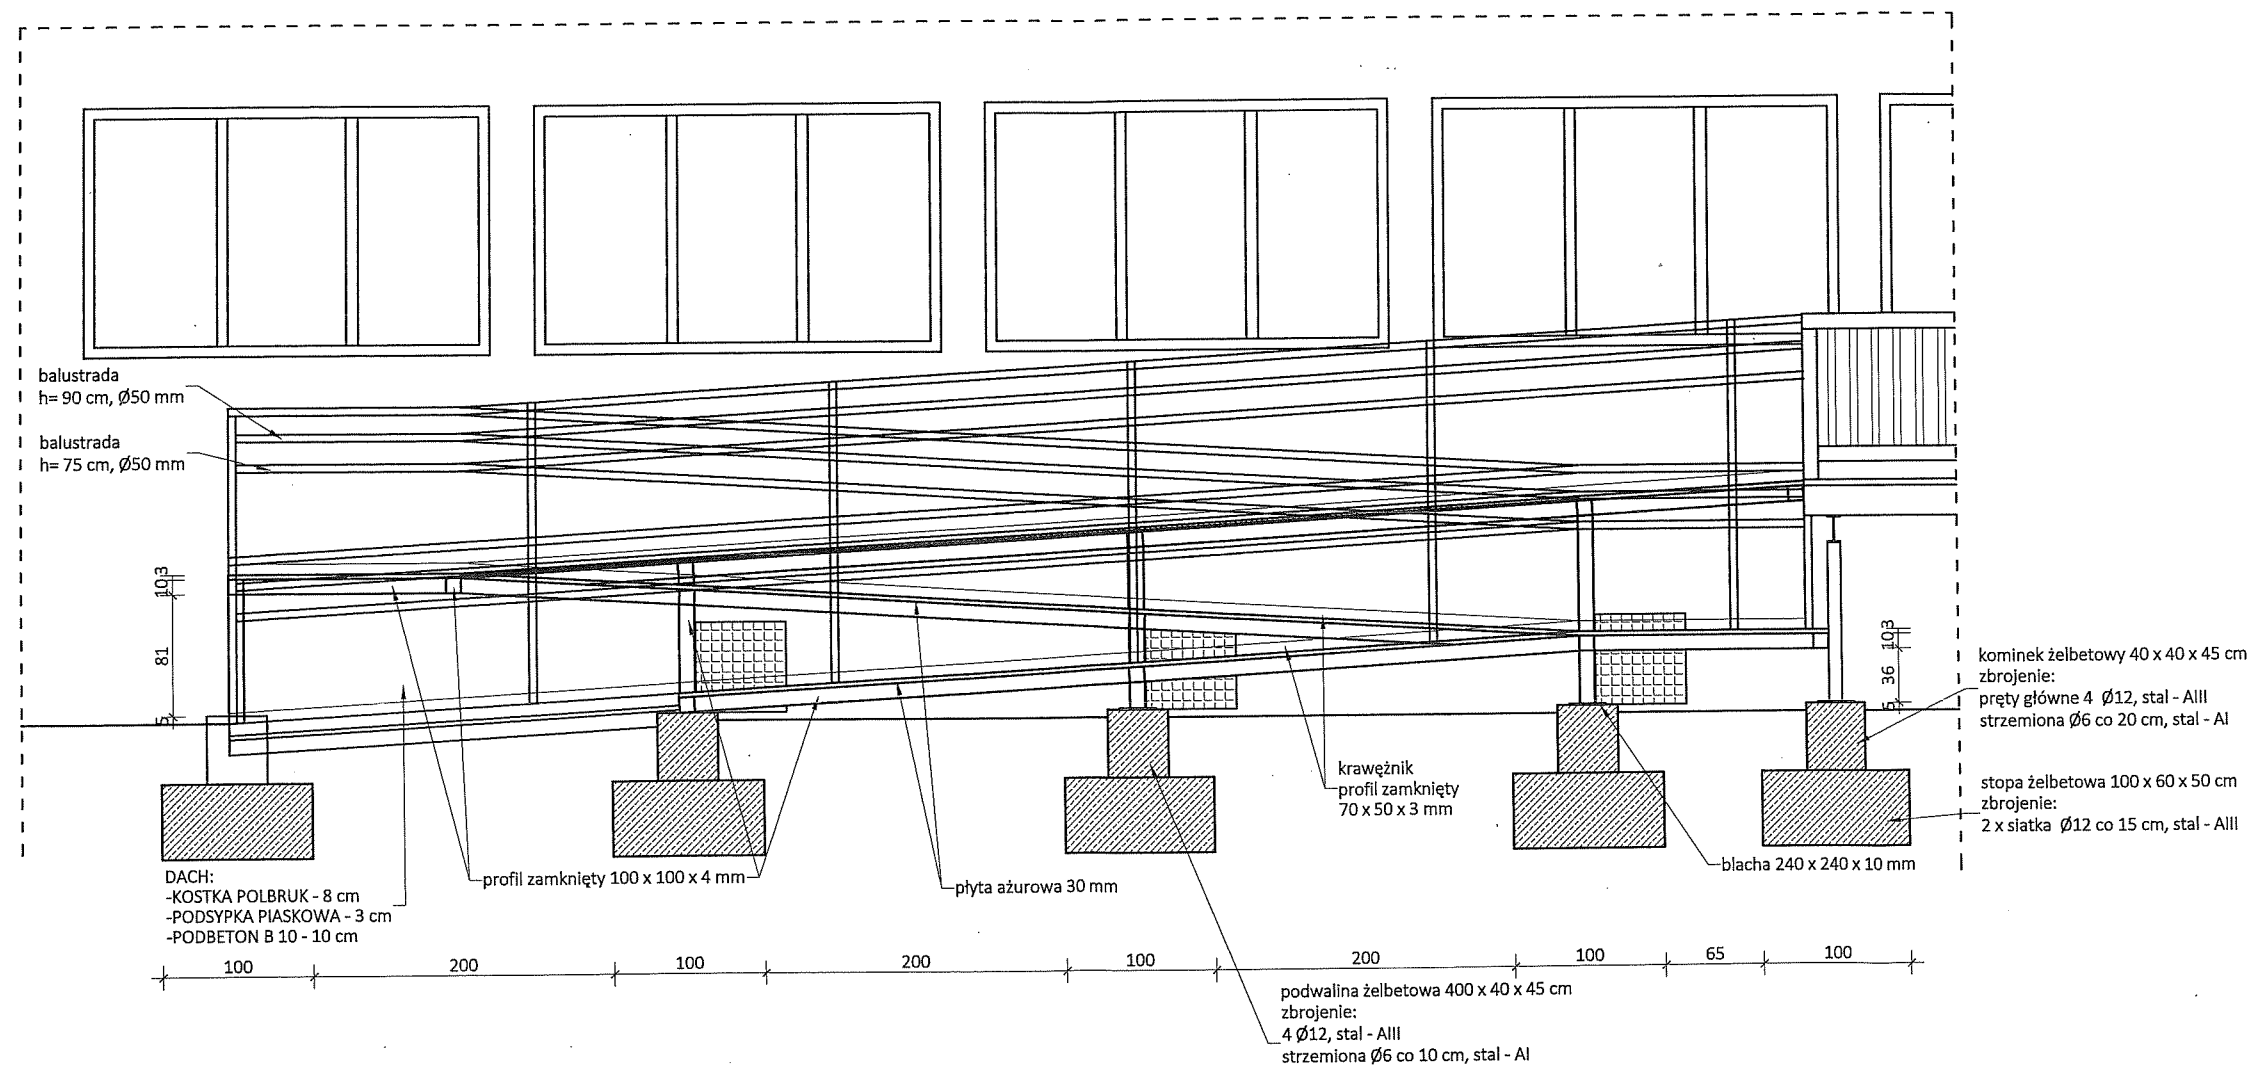 balustrada
h= 90 cm, Ø50 mm
balustrada
h= 75 cm, Ø50 mm
3
10
81
5
3
10
36
5
kominek żelbetowy 40 x 40 x 45 cm
zbrojenie:
pręty główne 4 Ø12, stal - AIII
strzemiona Ø6 co 20 cm, stal - AI
stopa żelbetowa 100 x 60 x 50 cm
zbrojenie:
2 x siatka Ø12 co 15 cm, stal - AIII
krawężnik
profil zamknięty
70 x 50 x 3 mm
blacha 240 x 240 x 10 mm
profil zamknięty 100 x 100 x 4 mm
płyta ażurowa 30 mm
DACH:
-KOSTKA POLBRUK - 8 cm
-PODSYPKA PIASKOWA - 3 cm
-PODBETON B 10 - 10 cm
100 200 100 200 100 200 100 65 100
podwalina żelbetowa 400 x 40 x 45 cm
zbrojenie:
4 Ø12, stal - AIII
strzemiona Ø6 co 10 cm, stal - AI